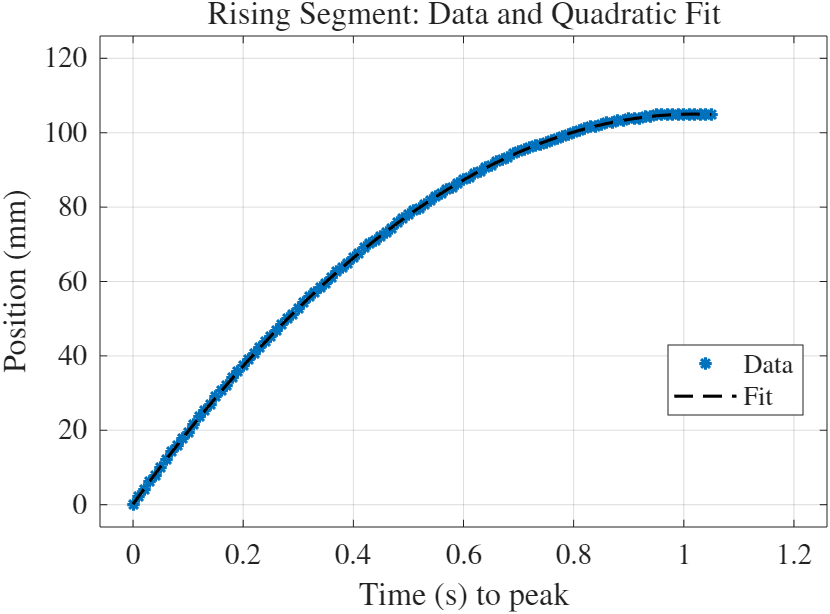 Rising Segment: Data and Quadratic Fit
120
100
80
60
40
20
0
Position (mm)
Data
Fit
0 0.2 0.4 0.6 0.8 1 1.2
Time (s) to peak